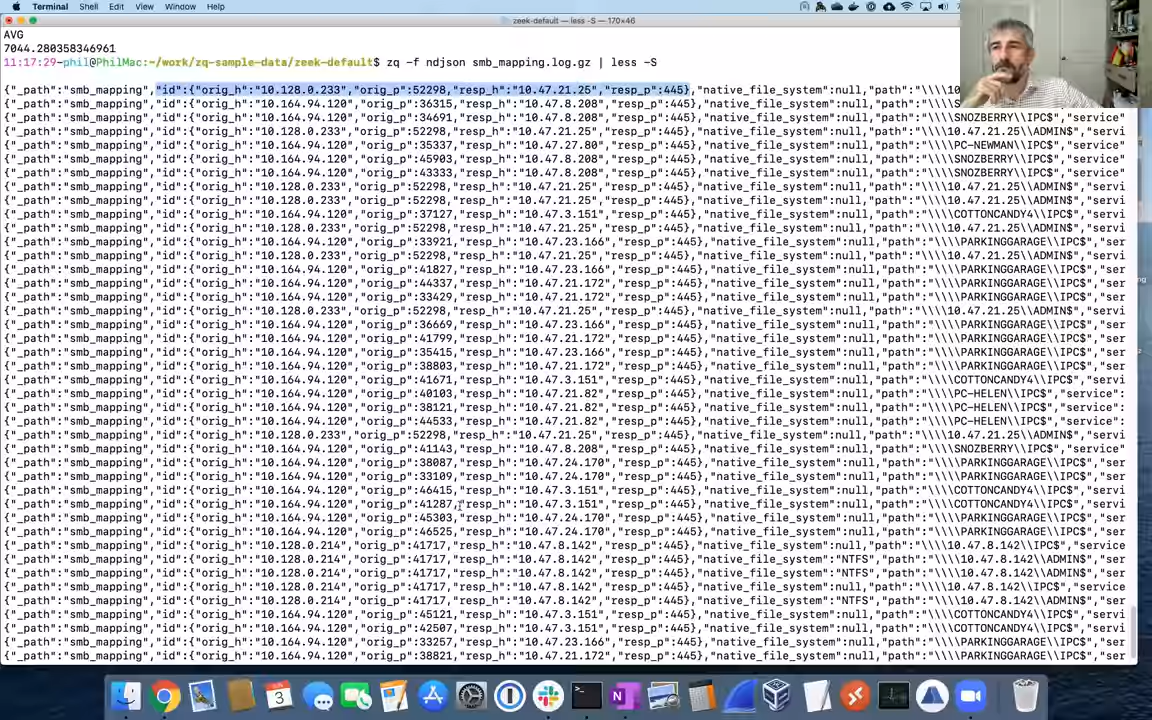 Terminal Shell Edit View Window Help
zeek-default — less -S — 170×46
AVG
7044.280358346961
11:17:29-phil@PhilMac:~/work/zq-sample-data/zeek-default$ zq -f ndjson smb_mapping.log.gz | less -S
{"_path":"smb_mapping","id":{"orig_h":"10.128.0.233","orig_p":52298,"resp_h":"10.47.21.25","resp_p":445},"native_file_system":null,"path":"\\\\10
{"_path":"smb_mapping","id":{"orig_h":"10.164.94.120","orig_p":36315,"resp_h":"10.47.8.208","resp_p":445},"native_file_system":null,"path":"\\\\S
{"_path":"smb_mapping","id":{"orig_h":"10.164.94.120","orig_p":34691,"resp_h":"10.47.8.208","resp_p":445},"native_file_system":null,"path":"\\\\SNOZBERRY\\IPC$","service"
{"_path":"smb_mapping","id":{"orig_h":"10.128.0.233","orig_p":52298,"resp_h":"10.47.21.25","resp_p":445},"native_file_system":null,"path":"\\\\10.47.21.25\\ADMIN$","servi
{"_path":"smb_mapping","id":{"orig_h":"10.164.94.120","orig_p":35337,"resp_h":"10.47.27.80","resp_p":445},"native_file_system":null,"path":"\\\\PC-NEWMAN\\IPC$","service"
{"_path":"smb_mapping","id":{"orig_h":"10.164.94.120","orig_p":45903,"resp_h":"10.47.8.208","resp_p":445},"native_file_system":null,"path":"\\\\SNOZBERRY\\IPC$","service"
{"_path":"smb_mapping","id":{"orig_h":"10.164.94.120","orig_p":43333,"resp_h":"10.47.8.208","resp_p":445},"native_file_system":null,"path":"\\\\SNOZBERRY\\IPC$","service"
{"_path":"smb_mapping","id":{"orig_h":"10.128.0.233","orig_p":52298,"resp_h":"10.47.21.25","resp_p":445},"native_file_system":null,"path":"\\\\10.47.21.25\\ADMIN$","servi
{"_path":"smb_mapping","id":{"orig_h":"10.128.0.233","orig_p":52298,"resp_h":"10.47.21.25","resp_p":445},"native_file_system":null,"path":"\\\\10.47.21.25\\ADMIN$","servi
{"_path":"smb_mapping","id":{"orig_h":"10.164.94.120","orig_p":37127,"resp_h":"10.47.3.151","resp_p":445},"native_file_system":null,"path":"\\\\COTTONCANDY4\\IPC$","servi
{"_path":"smb_mapping","id":{"orig_h":"10.128.0.233","orig_p":52298,"resp_h":"10.47.21.25","resp_p":445},"native_file_system":null,"path":"\\\\10.47.21.25\\ADMIN$","servi
{"_path":"smb_mapping","id":{"orig_h":"10.164.94.120","orig_p":33921,"resp_h":"10.47.23.166","resp_p":445},"native_file_system":null,"path":"\\\\PARKINGGARAGE\\IPC$","ser
{"_path":"smb_mapping","id":{"orig_h":"10.128.0.233","orig_p":52298,"resp_h":"10.47.21.25","resp_p":445},"native_file_system":null,"path":"\\\\10.47.21.25\\ADMIN$","servi
{"_path":"smb_mapping","id":{"orig_h":"10.164.94.120","orig_p":41827,"resp_h":"10.47.23.166","resp_p":445},"native_file_system":null,"path":"\\\\PARKINGGARAGE\\IPC$","ser
{"_path":"smb_mapping","id":{"orig_h":"10.164.94.120","orig_p":44337,"resp_h":"10.47.21.172","resp_p":445},"native_file_system":null,"path":"\\\\PARKINGGARAGE\\IPC$","ser
{"_path":"smb_mapping","id":{"orig_h":"10.164.94.120","orig_p":33429,"resp_h":"10.47.21.172","resp_p":445},"native_file_system":null,"path":"\\\\PARKINGGARAGE\\IPC$","ser
{"_path":"smb_mapping","id":{"orig_h":"10.128.0.233","orig_p":52298,"resp_h":"10.47.21.25","resp_p":445},"native_file_system":null,"path":"\\\\10.47.21.25\\ADMIN$","servi
{"_path":"smb_mapping","id":{"orig_h":"10.164.94.120","orig_p":36669,"resp_h":"10.47.23.166","resp_p":445},"native_file_system":null,"path":"\\\\PARKINGGARAGE\\IPC$","ser
{"_path":"smb_mapping","id":{"orig_h":"10.164.94.120","orig_p":41799,"resp_h":"10.47.21.172","resp_p":445},"native_file_system":null,"path":"\\\\PARKINGGARAGE\\IPC$","ser
{"_path":"smb_mapping","id":{"orig_h":"10.164.94.120","orig_p":35415,"resp_h":"10.47.23.166","resp_p":445},"native_file_system":null,"path":"\\\\PARKINGGARAGE\\IPC$","ser
{"_path":"smb_mapping","id":{"orig_h":"10.164.94.120","orig_p":38803,"resp_h":"10.47.21.172","resp_p":445},"native_file_system":null,"path":"\\\\PARKINGGARAGE\\IPC$","ser
{"_path":"smb_mapping","id":{"orig_h":"10.164.94.120","orig_p":41671,"resp_h":"10.47.3.151","resp_p":445},"native_file_system":null,"path":"\\\\COTTONCANDY4\\IPC$","servi
{"_path":"smb_mapping","id":{"orig_h":"10.164.94.120","orig_p":40103,"resp_h":"10.47.21.82","resp_p":445},"native_file_system":null,"path":"\\\\PC-HELEN\\IPC$","service":
{"_path":"smb_mapping","id":{"orig_h":"10.164.94.120","orig_p":38121,"resp_h":"10.47.21.82","resp_p":445},"native_file_system":null,"path":"\\\\PC-HELEN\\IPC$","service":
{"_path":"smb_mapping","id":{"orig_h":"10.164.94.120","orig_p":44533,"resp_h":"10.47.21.82","resp_p":445},"native_file_system":null,"path":"\\\\PC-HELEN\\IPC$","service":
{"_path":"smb_mapping","id":{"orig_h":"10.128.0.233","orig_p":52298,"resp_h":"10.47.21.25","resp_p":445},"native_file_system":null,"path":"\\\\10.47.21.25\\ADMIN$","servi
{"_path":"smb_mapping","id":{"orig_h":"10.164.94.120","orig_p":41143,"resp_h":"10.47.8.208","resp_p":445},"native_file_system":null,"path":"\\\\SNOZBERRY\\IPC$","service"
{"_path":"smb_mapping","id":{"orig_h":"10.164.94.120","orig_p":38087,"resp_h":"10.47.24.170","resp_p":445},"native_file_system":null,"path":"\\\\PARKINGGARAGE\\IPC$","ser
{"_path":"smb_mapping","id":{"orig_h":"10.164.94.120","orig_p":33109,"resp_h":"10.47.24.170","resp_p":445},"native_file_system":null,"path":"\\\\PARKINGGARAGE\\IPC$","ser
{"_path":"smb_mapping","id":{"orig_h":"10.164.94.120","orig_p":46415,"resp_h":"10.47.3.151","resp_p":445},"native_file_system":null,"path":"\\\\COTTONCANDY4\\IPC$","servi
{"_path":"smb_mapping","id":{"orig_h":"10.164.94.120","orig_p":41287,"resp_h":"10.47.3.151","resp_p":445},"native_file_system":null,"path":"\\\\COTTONCANDY4\\IPC$","servi
{"_path":"smb_mapping","id":{"orig_h":"10.164.94.120","orig_p":45303,"resp_h":"10.47.24.170","resp_p":445},"native_file_system":null,"path":"\\\\PARKINGGARAGE\\IPC$","ser
{"_path":"smb_mapping","id":{"orig_h":"10.164.94.120","orig_p":46525,"resp_h":"10.47.24.170","resp_p":445},"native_file_system":null,"path":"\\\\PARKINGGARAGE\\IPC$","ser
{"_path":"smb_mapping","id":{"orig_h":"10.128.0.214","orig_p":41717,"resp_h":"10.47.8.142","resp_p":445},"native_file_system":"NTFS","path":"\\\\10.47.8.142\\ADMIN$","ser
{"_path":"smb_mapping","id":{"orig_h":"10.128.0.214","orig_p":41717,"resp_h":"10.47.8.142","resp_p":445},"native_file_system":null,"path":"\\\\10.47.8.142\\IPC$","service
{"_path":"smb_mapping","id":{"orig_h":"10.128.0.214","orig_p":41717,"resp_h":"10.47.8.142","resp_p":445},"native_file_system":"NTFS","path":"\\\\10.47.8.142\\ADMIN$","ser
{"_path":"smb_mapping","id":{"orig_h":"10.128.0.214","orig_p":41717,"resp_h":"10.47.8.142","resp_p":445},"native_file_system":null,"path":"\\\\10.47.8.142\\IPC$","service
{"_path":"smb_mapping","id":{"orig_h":"10.128.0.214","orig_p":41717,"resp_h":"10.47.8.142","resp_p":445},"native_file_system":"NTFS","path":"\\\\10.47.8.142\\ADMIN$","ser
{"_path":"smb_mapping","id":{"orig_h":"10.164.94.120","orig_p":45121,"resp_h":"10.47.3.151","resp_p":445},"native_file_system":null,"path":"\\\\COTTONCANDY4\\IPC$","servi
{"_path":"smb_mapping","id":{"orig_h":"10.164.94.120","orig_p":42507,"resp_h":"10.47.3.151","resp_p":445},"native_file_system":null,"path":"\\\\COTTONCANDY4\\IPC$","servi
{"_path":"smb_mapping","id":{"orig_h":"10.164.94.120","orig_p":33257,"resp_h":"10.47.23.166","resp_p":445},"native_file_system":null,"path":"\\\\PARKINGGARAGE\\IPC$","ser
{"_path":"smb_mapping","id":{"orig_h":"10.164.94.120","orig_p":38821,"resp_h":"10.47.21.172","resp_p":445},"native_file_system":null,"path":"\\\\PARKINGGARAGE\\IPC$","ser
3